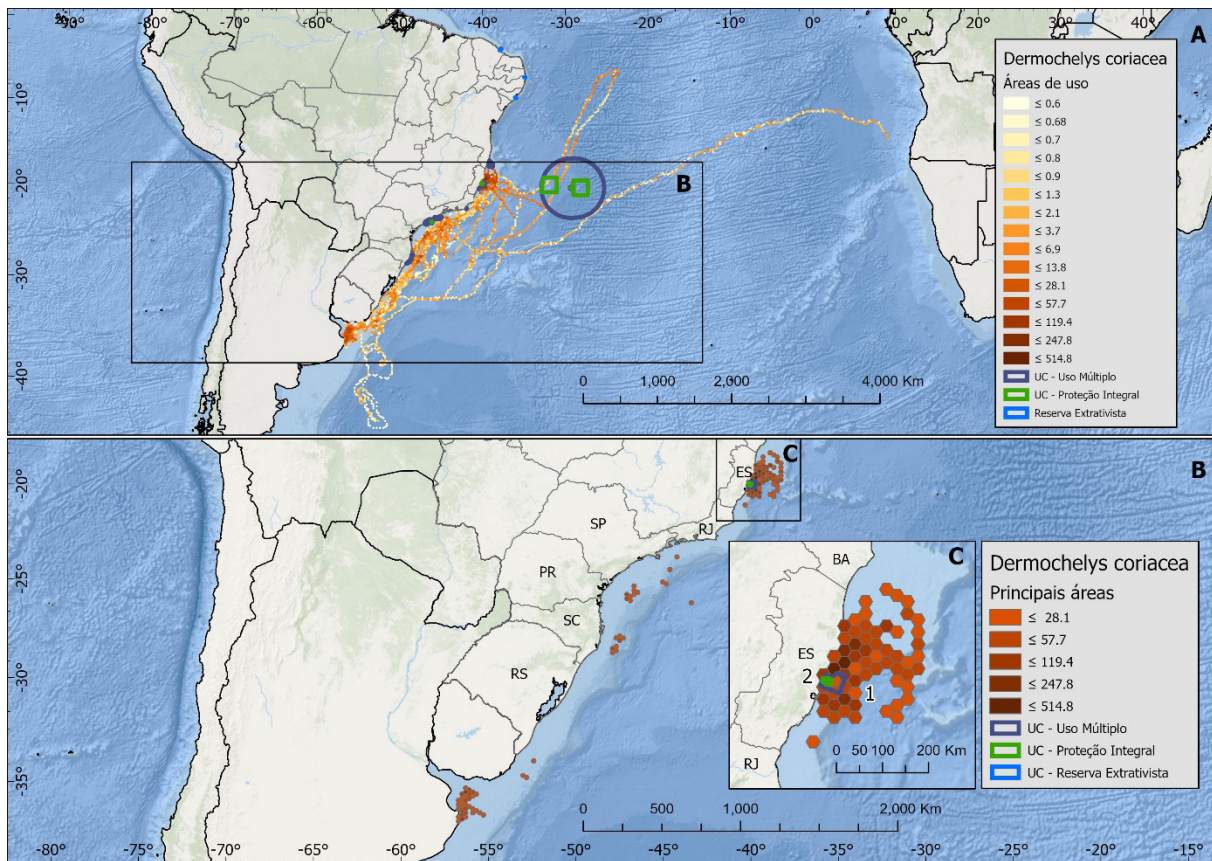 -90°
-80°
-70°
-60°
-50°
-40°
-30°
-20°
-10°
0°
10°
20°
30°
A
-10°
-20°
-30°
-40°
B
Dermochelys coriacea
Áreas de uso
≤ 0.6
≤ 0.68
≤ 0.7
≤ 0.8
≤ 0.9
≤ 1.3
≤ 2.1
≤ 3.7
≤ 6.9
≤ 13.8
≤ 28.1
≤ 57.7
≤ 119.4
≤ 247.8
≤ 514.8
UC - Uso Múltiplo
UC - Proteção Integral
Reserva Extrativista
0 1,000 2,000 4,000 Km
B
-20°
-25°
-30°
-35°
ES
C
SP
RJ
PR
SC
RS
BA
C
ES
2
1
RJ
0 50 100 200 Km
Dermochelys coriacea
Principais áreas
≤ 28.1
≤ 57.7
≤ 119.4
≤ 247.8
≤ 514.8
UC - Uso Múltiplo
UC - Proteção Integral
UC - Reserva Extrativista
0 500 1,000 2,000 Km
-80°
-75°
-70°
-65°
-60°
-55°
-50°
-45°
-40°
-35°
-30°
-25°
-20°
-15°